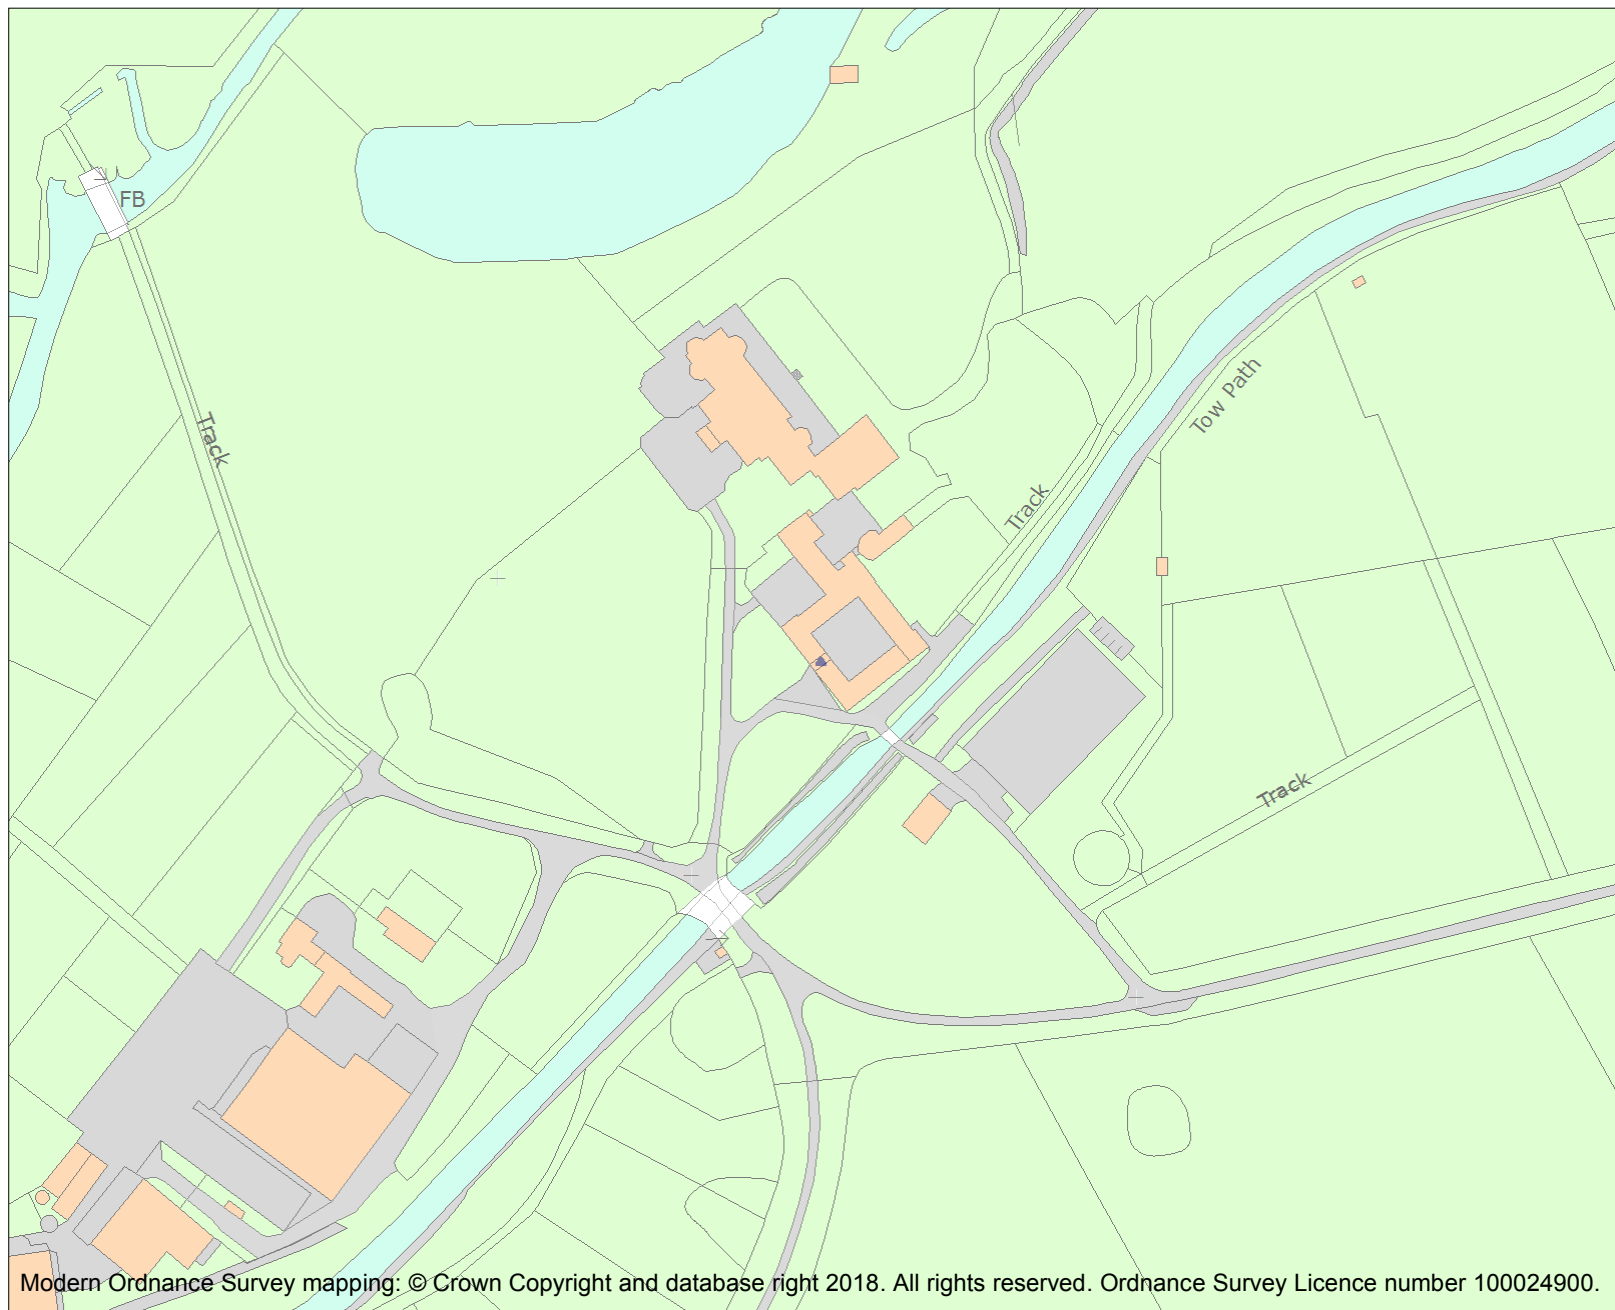 FB
Track
Tow Path
Track
Track
Modern Ordnance Survey mapping: © Crown Copyright and database right 2018. All rights reserved. Ordnance Survey Licence number 100024900.